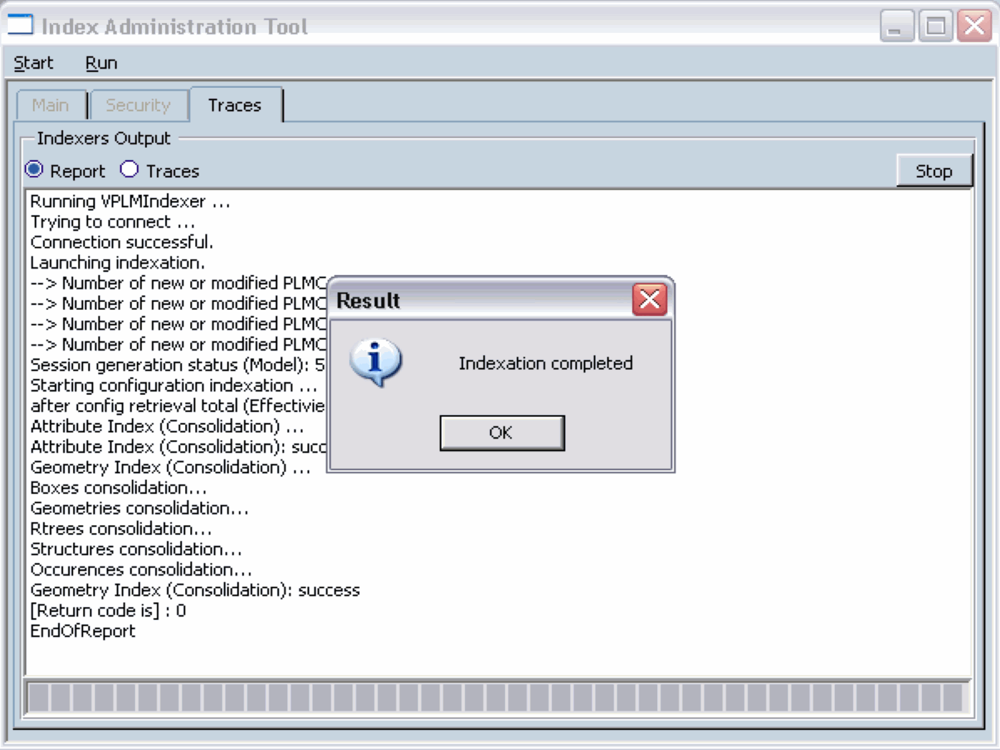 Index Administration Tool
Start Run
Main Security Traces
Indexers Output
Report Traces Stop
Running VPLMIndexer ...
Trying to connect ...
Connection successful.
Launching indexation.
--> Number of new or modified PLMC
--> Number of new or modified PLMC
--> Number of new or modified PLMC
--> Number of new or modified PLMC
Session generation status (Model): 5
Starting configuration indexation ...
after config retrieval total (Effectivie
Attribute Index (Consolidation) ...
Attribute Index (Consolidation): succ
Geometry Index (Consolidation) ...
Boxes consolidation...
Geometries consolidation...
Rtrees consolidation...
Structures consolidation...
Occurences consolidation...
Geometry Index (Consolidation): success
[Return code is] : 0
EndOfReport
Result
Indexation completed
OK